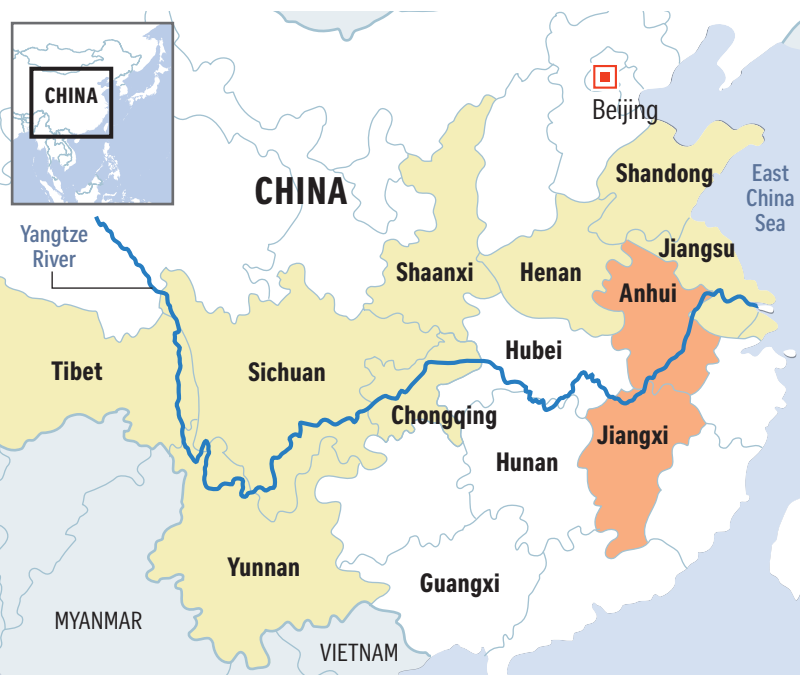 CHINA
Beijing
CHINA
Shandong
East
China
Sea
Yangtze
River
Jiangsu
Shaanxi
Henan
Anhui
Hubei
Tibet
Sichuan
Chongqing
Jiangxi
Hunan
Yunnan
Guangxi
MYANMAR
VIETNAM